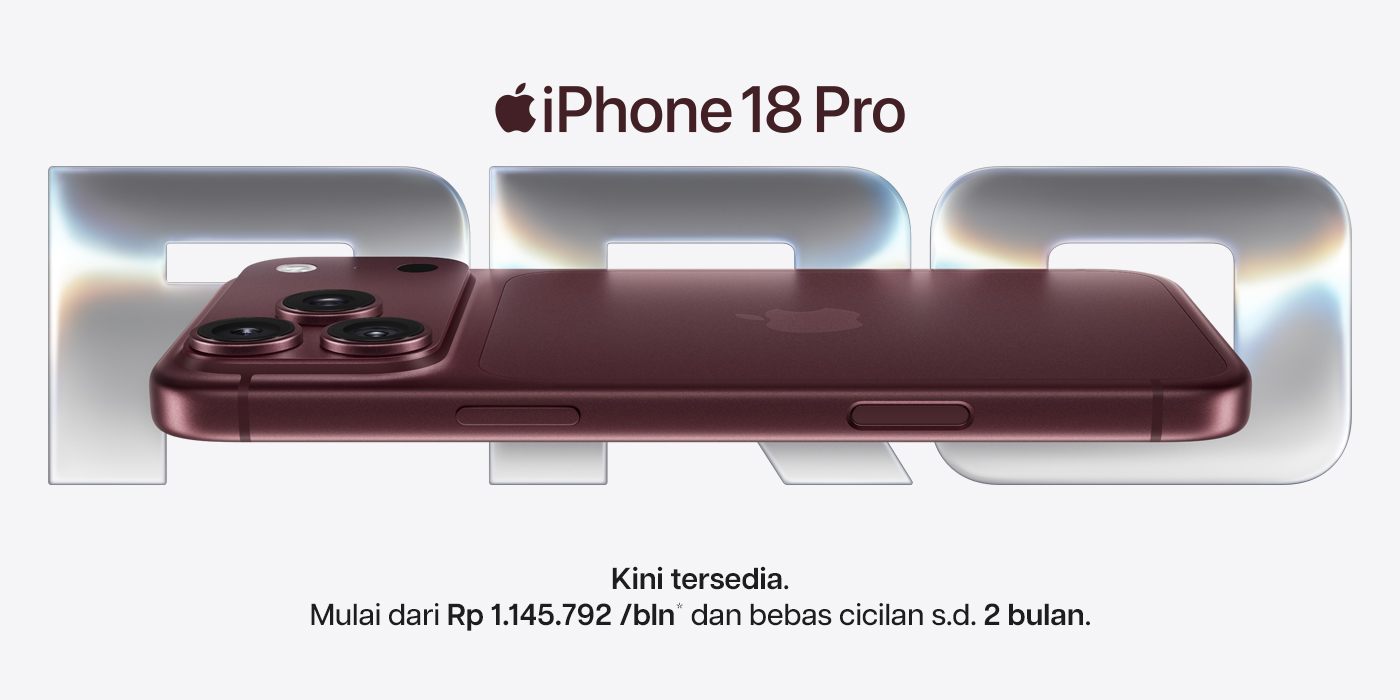 iPhone 18 Pro
PRO
Kini tersedia.
Mulai dari Rp 1.145.792 /bln* dan bebas cicilan s.d. 2 bulan.